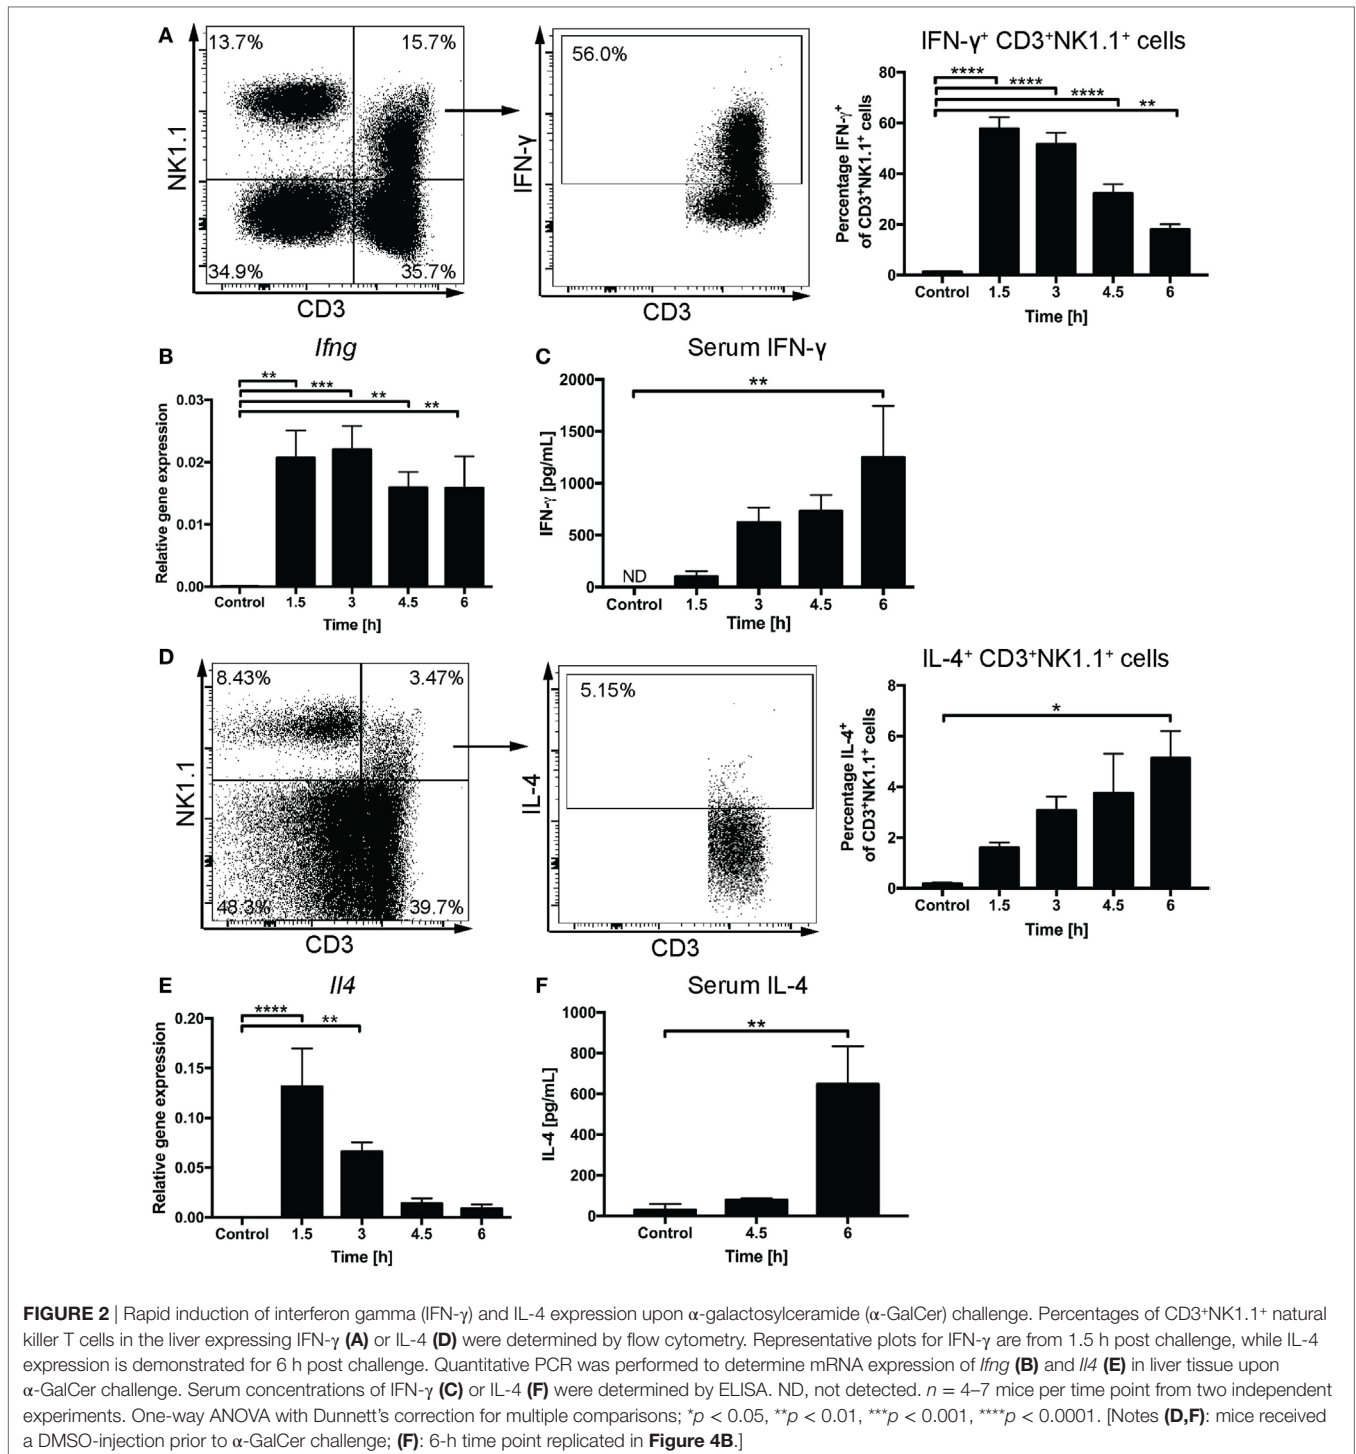 A
13.7%
15.7%
34.9%
35.7%
NK1.1
CD3
56.0%
IFN-γ
CD3
IFN-γ⁺ CD3⁺NK1.1⁺ cells
Percentage IFN-γ⁺
of CD3⁺NK1.1⁺ cells
80
60
40
20
0
****
****
****
**
Control 1.5 3 4.5 6
Time [h]
B
Ifng
Relative gene expression
0.03
0.02
0.01
0.00
**
***
**
**
Control 1.5 3 4.5 6
Time [h]
C
Serum IFN-γ
IFN-γ [pg/mL]
2000
1500
1000
500
0
**
ND
Control 1.5 3 4.5 6
Time [h]
D
8.43%
3.47%
48.3%
39.7%
NK1.1
CD3
5.15%
IL-4
CD3
IL-4⁺ CD3⁺NK1.1⁺ cells
Percentage IL-4⁺
of CD3⁺NK1.1⁺ cells
8
6
4
2
0
*
Control 1.5 3 4.5 6
Time [h]
E
Il4
Relative gene expression
0.20
0.15
0.10
0.05
0.00
****
**
Control 1.5 3 4.5 6
Time [h]
F
Serum IL-4
IL-4 [pg/mL]
1000
800
600
400
200
0
**
Control 4.5 6
Time [h]
FIGURE 2 | Rapid induction of interferon gamma (IFN-γ) and IL-4 expression upon α-galactosylceramide (α-GalCer) challenge. Percentages of CD3⁺NK1.1⁺ natural
killer T cells in the liver expressing IFN-γ (A) or IL-4 (D) were determined by flow cytometry. Representative plots for IFN-γ are from 1.5 h post challenge, while IL-4
expression is demonstrated for 6 h post challenge. Quantitative PCR was performed to determine mRNA expression of Ifng (B) and Il4 (E) in liver tissue upon
α-GalCer challenge. Serum concentrations of IFN-γ (C) or IL-4 (F) were determined by ELISA. ND, not detected. n = 4–7 mice per time point from two independent
experiments. One-way ANOVA with Dunnett's correction for multiple comparisons; *p < 0.05, **p < 0.01, ***p < 0.001, ****p < 0.0001. [Notes (D,F): mice received
a DMSO-injection prior to α-GalCer challenge; (F): 6-h time point replicated in Figure 4B.]